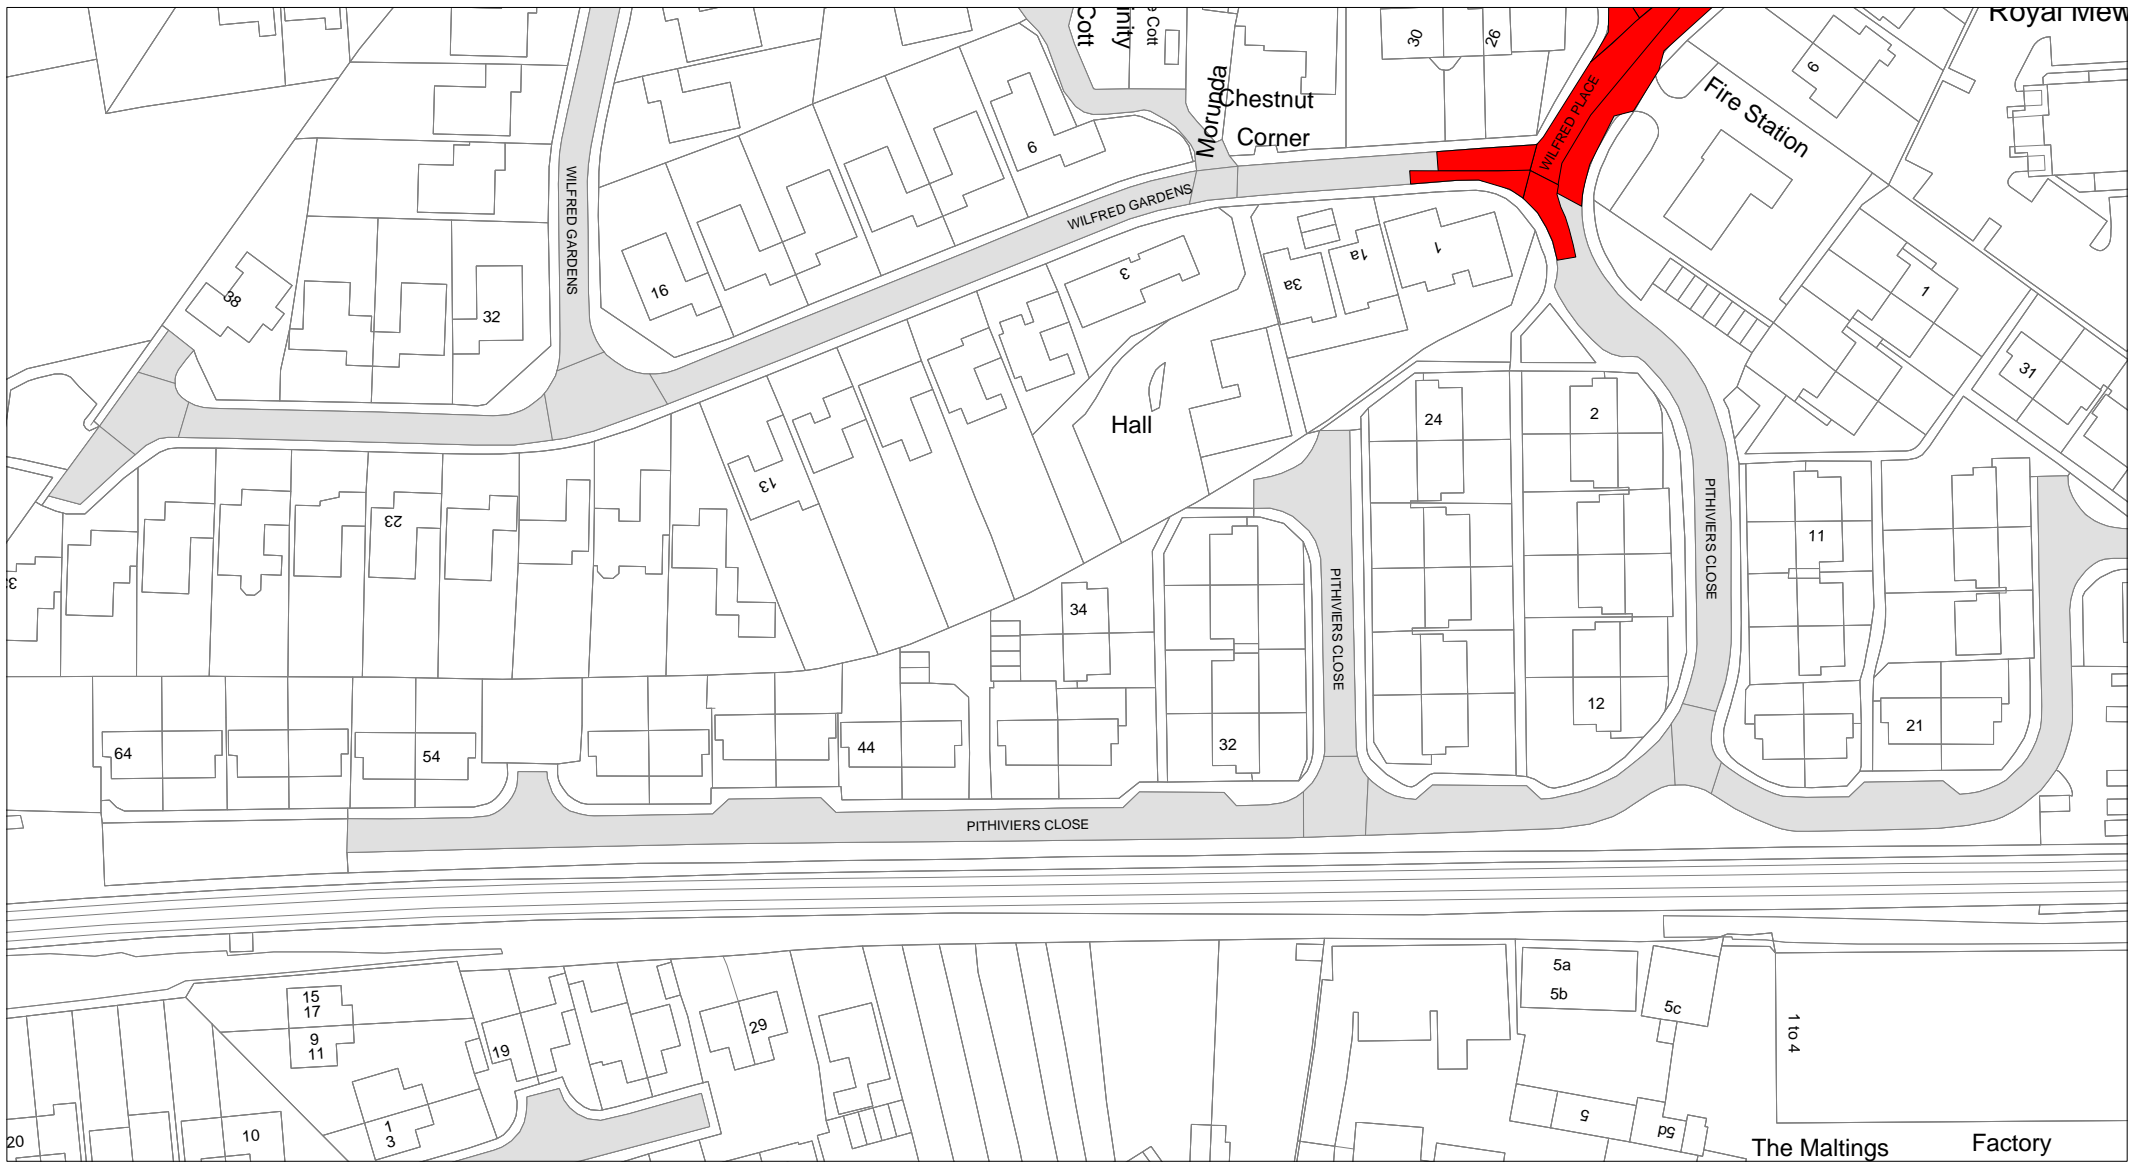 Cott
inity
e Cott
30
26
Royal Mew
6
Morunda
Chestnut
Corner
WILFRED PLACE
Fire Station
6
WILFRED GARDENS
WILFRED GARDENS
38
32
16
3
3a
1a
1
1
31
Hall
24
2
13
23
PITHIVIERS CLOSE
11
PITHIVIERS CLOSE
34
64
54
44
32
12
21
PITHIVIERS CLOSE
15
17
9
11
19
29
5a
5b
5c
1 to 4
1
3
10
20
5
5d
The Maltings
Factory